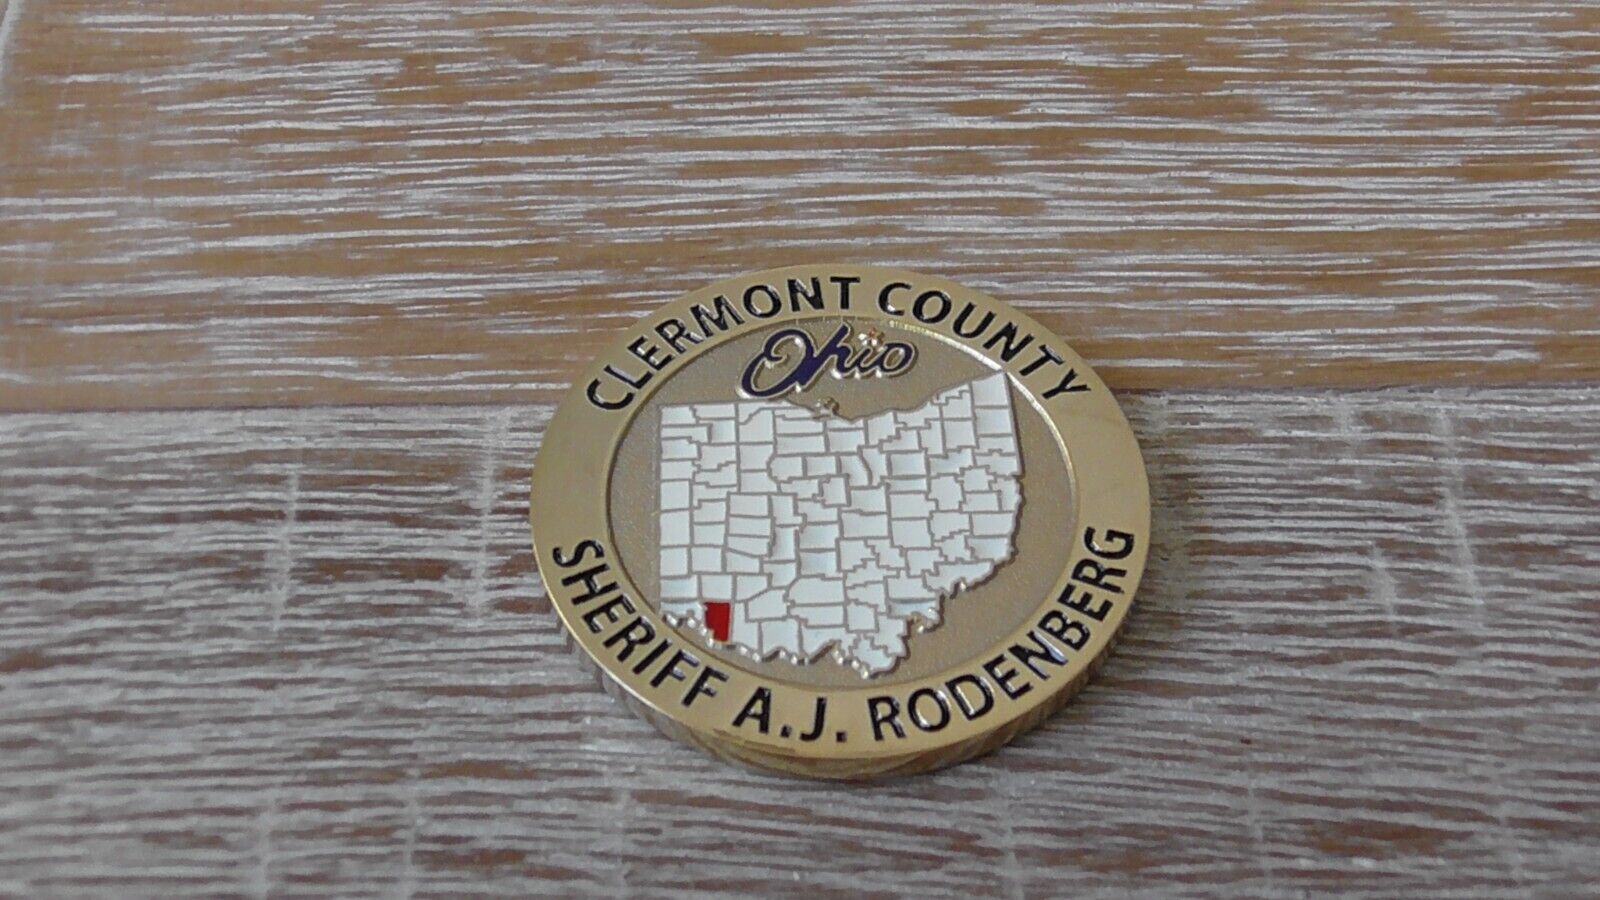 CLERMONT COUNTY
Ohio
SHERIFF A.J. RODENBERG